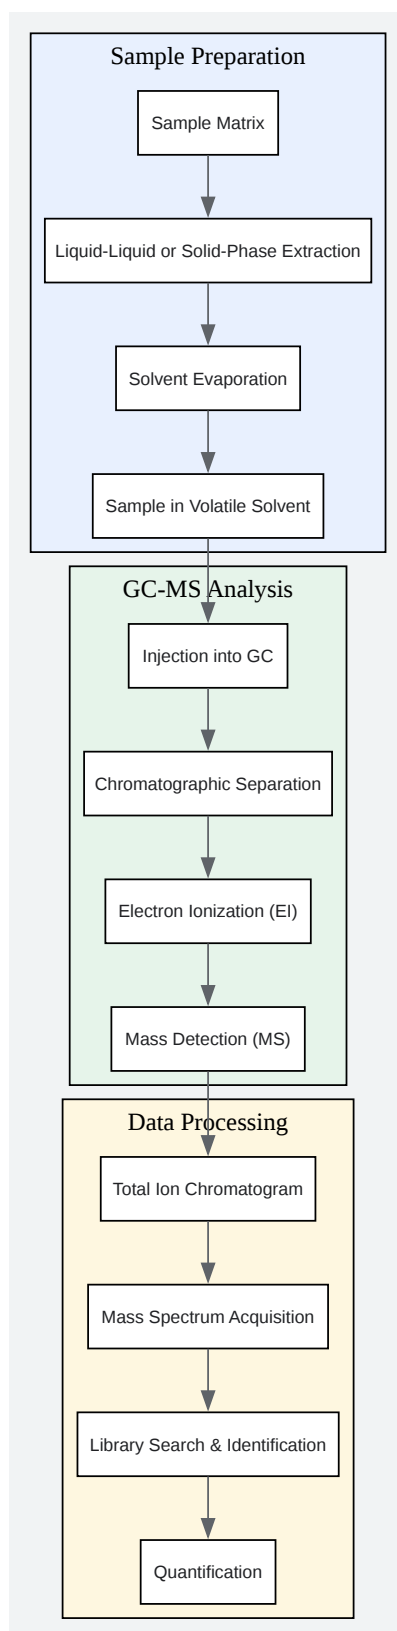 Sample Preparation
Sample Matrix
Liquid-Liquid or Solid-Phase Extraction
Solvent Evaporation
Sample in Volatile Solvent
GC-MS Analysis
Injection into GC
Chromatographic Separation
Electron Ionization (EI)
Mass Detection (MS)
Data Processing
Total Ion Chromatogram
Mass Spectrum Acquisition
Library Search & Identification
Quantification